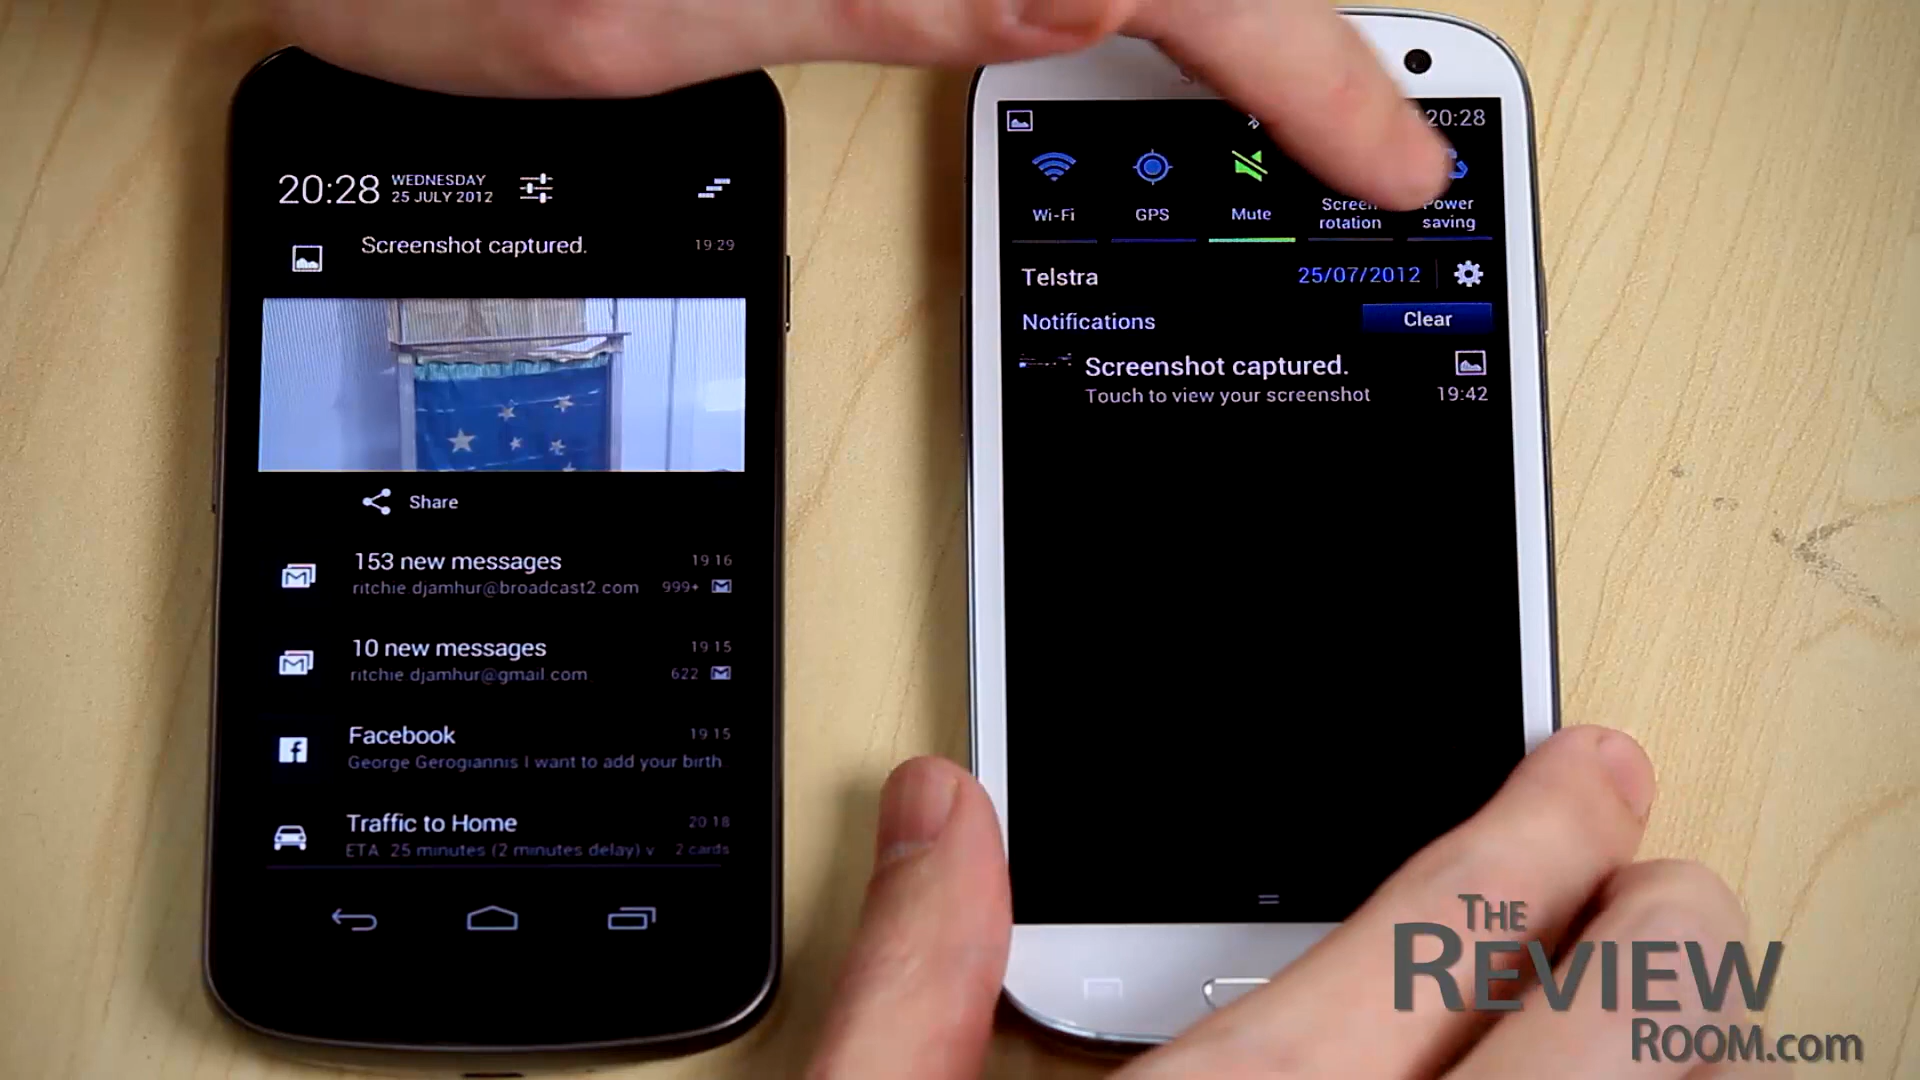 20:28
WEDNESDAY
25 JULY 2012
Screenshot captured.
19 29
Share
153 new messages
19 16
ritchie djamhur@broadcast2.com
999+
10 new messages
19 15
ritchie djamhur@gmail com
622
Facebook
19 15
George Gerogiannis I want to add your birth
Traffic to Home
20 18
ETA 25 minutes (2 minutes delay) v
2 cards
20:28
Wi-Fi
GPS
Mute
Screen
rotation
Power
saving
Telstra
25/07/2012
Notifications
Clear
Screenshot captured.
Touch to view your screenshot
19:42
THE
REVIEW
ROOM.com